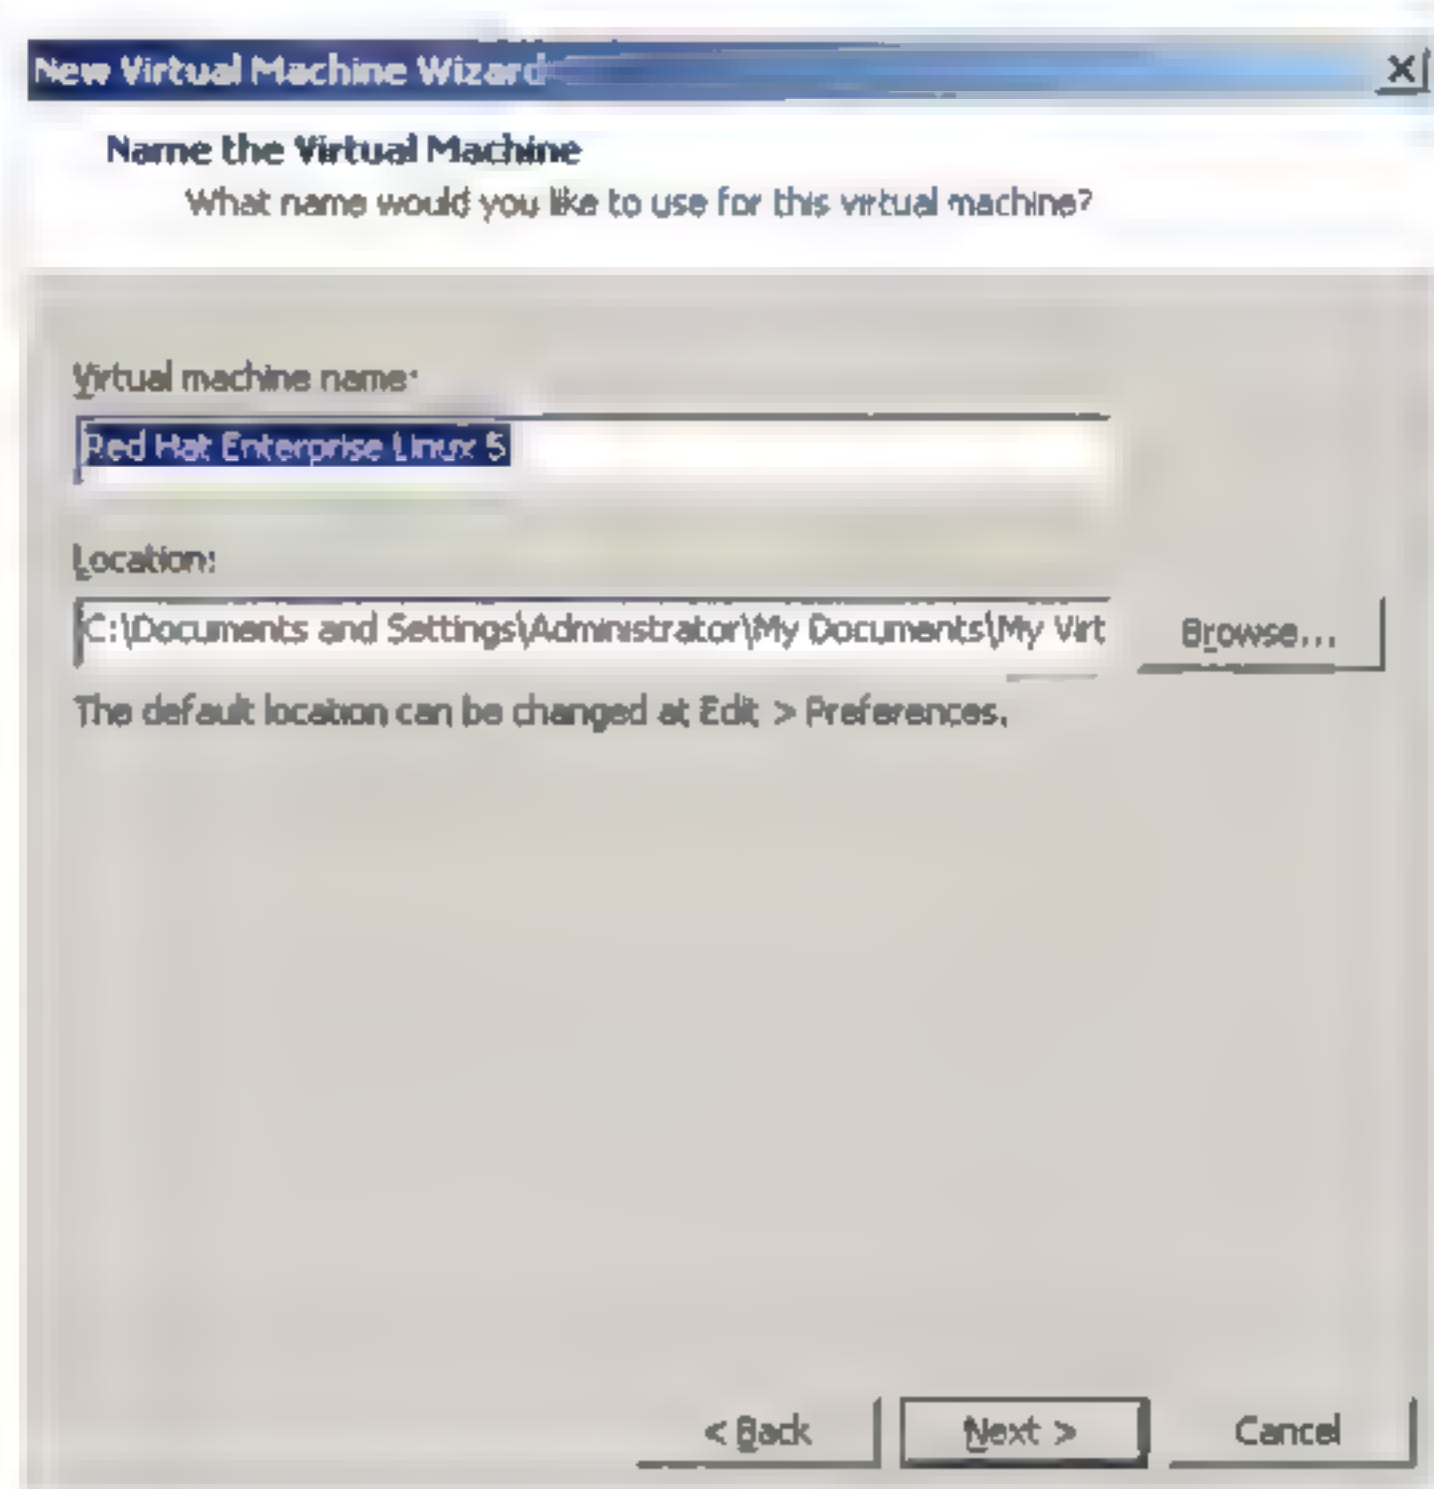 New Virtual Machine Wizard
Name the Virtual Machine
What name would you like to use for this virtual machine?
Virtual machine name:
Red Hat Enterprise Linux 5
Location:
C:\Documents and Settings\Administrator\My Documents\My Virt
Browse...
The default location can be changed at Edit > Preferences.
< Back
Next >
Cancel